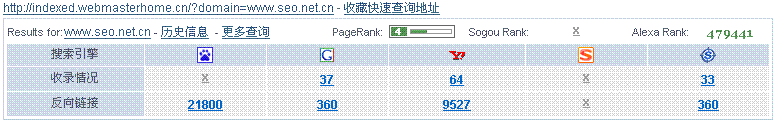 http://indexed.webmasterhome.cn/?domain=www.seo.net.cn - 收藏快速查询地址
Results for:www.seo.net.cn - 历史信息 - 更多查询 PageRank: 4 Sogou Rank: x Alexa Rank: 479441
搜索引擎 G Y! S S
收录情况 x 37 64 x 33
反向链接 21800 360 9527 x 360